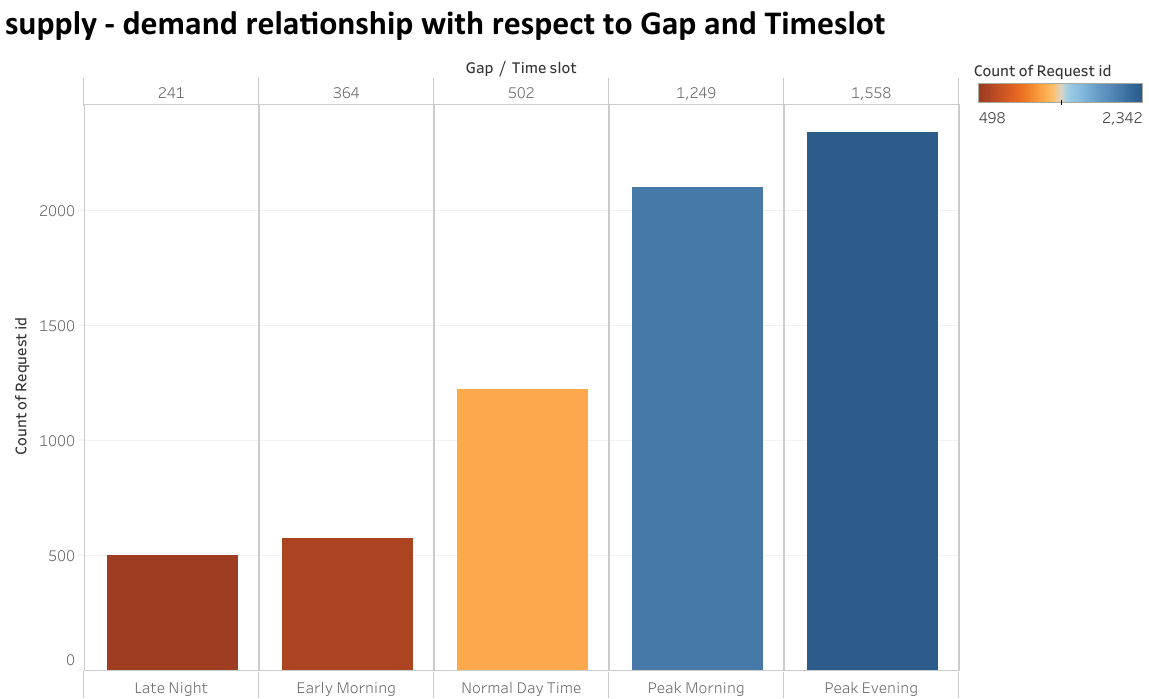 supply - demand relationship with respect to Gap and Timeslot
Gap / Time slot
241 364 502 1,249 1,558
Count of Request id
498 2,342
Count of Request id
2000
1500
1000
500
0
Late Night Early Morning Normal Day Time Peak Morning Peak Evening